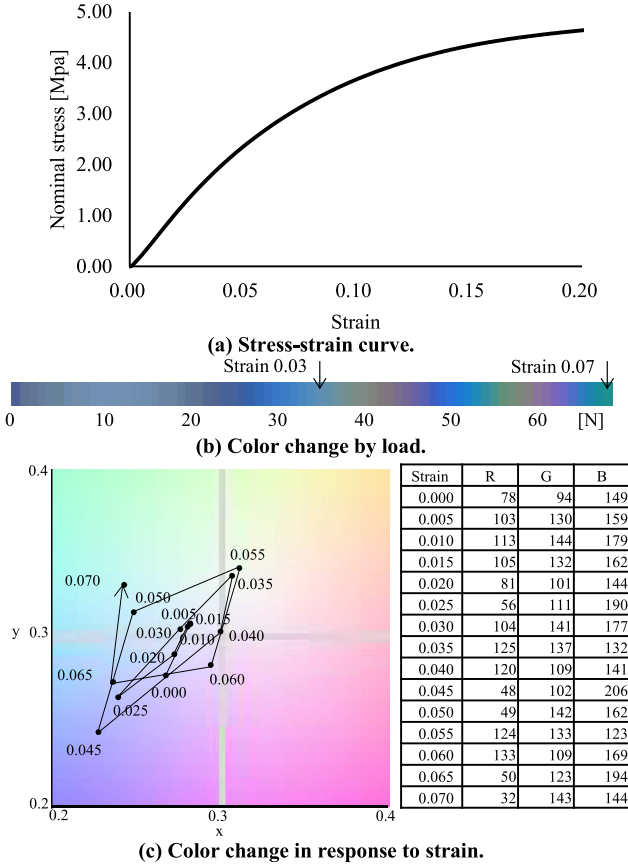 5.00
4.00
3.00
2.00
1.00
0.00
Nominal stress [Mpa]
0.00 0.05 0.10 0.15 0.20
Strain
(a) Stress-strain curve.
Strain 0.03 Strain 0.07
0 10 20 30 40 50 60 [N]
(b) Color change by load.
0.4
0.055
0.070
0.035
0.050
0.005
0.015
y 0.3
0.030
0.010
0.040
0.020
0.065
0.000
0.060
0.025
0.045
0.2
0.2 0.3 0.4
x
Strain R G B
0.000 78 94 149
0.005 103 130 159
0.010 113 144 179
0.015 105 132 162
0.020 81 101 144
0.025 56 111 190
0.030 104 141 177
0.035 125 137 132
0.040 120 109 141
0.045 48 102 206
0.050 49 142 162
0.055 124 133 123
0.060 133 109 169
0.065 50 123 194
0.070 32 143 144
(c) Color change in response to strain.